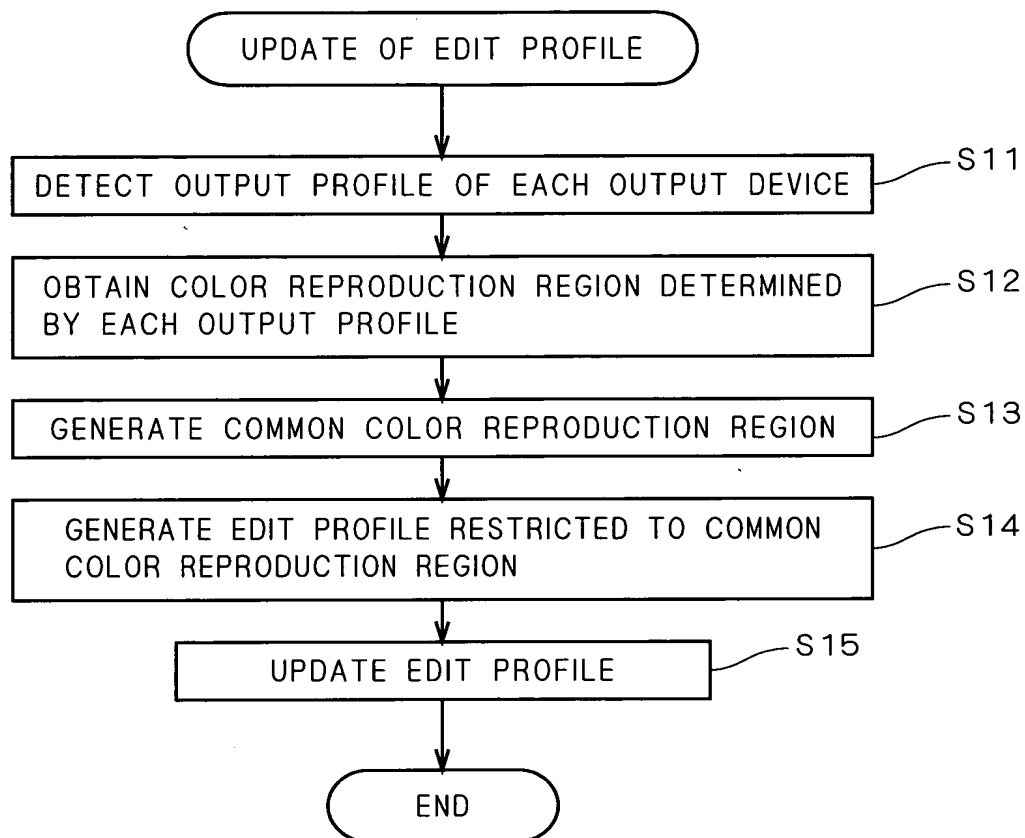 UPDATE OF EDIT PROFILE
S11
DETECT OUTPUT PROFILE OF EACH OUTPUT DEVICE
S12
OBTAIN COLOR REPRODUCTION REGION DETERMINED
BY EACH OUTPUT PROFILE
S13
GENERATE COMMON COLOR REPRODUCTION REGION
S14
GENERATE EDIT PROFILE RESTRICTED TO COMMON
COLOR REPRODUCTION REGION
S15
UPDATE EDIT PROFILE
END